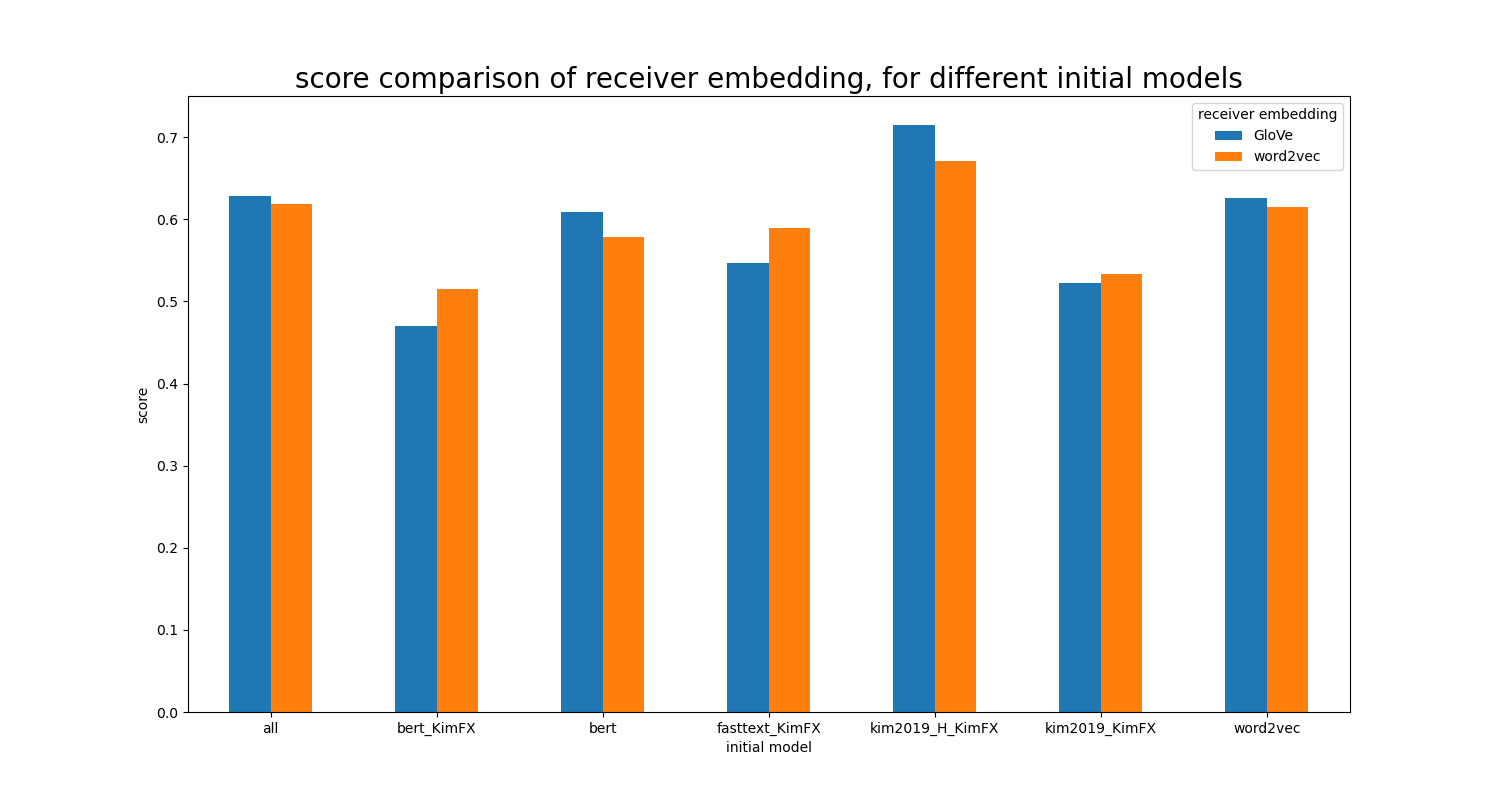 score comparison of receiver embedding, for different initial models
receiver embedding
GloVe
word2vec
0.7
0.6
0.5
0.4
0.3
0.2
0.1
0.0
score
all bert_KimFX bert fasttext_KimFX kim2019_H_KimFX kim2019_KimFX word2vec
initial model